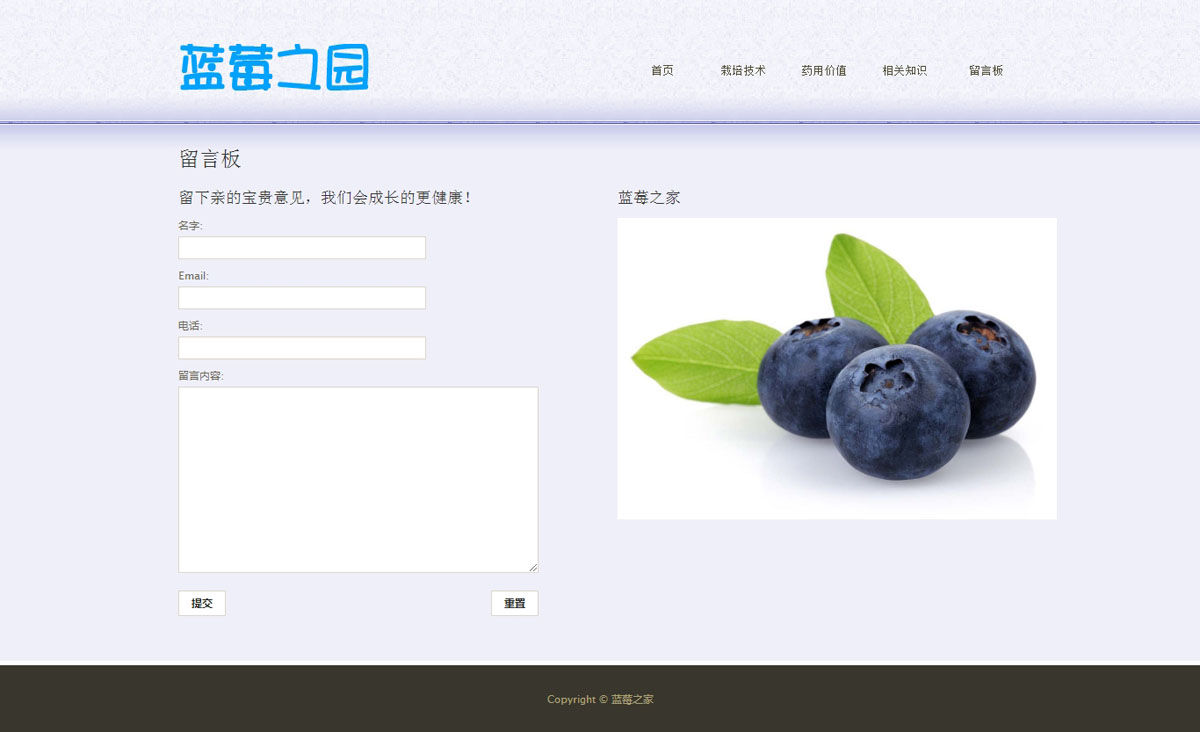 蓝莓之园
首页 栽培技术 药用价值 相关知识 留言板
留言板
留下亲的宝贵意见，我们会成长的更健康！
名字:
Email:
电话:
留言内容:
提交 重置
蓝莓之家
Copyright © 蓝莓之家